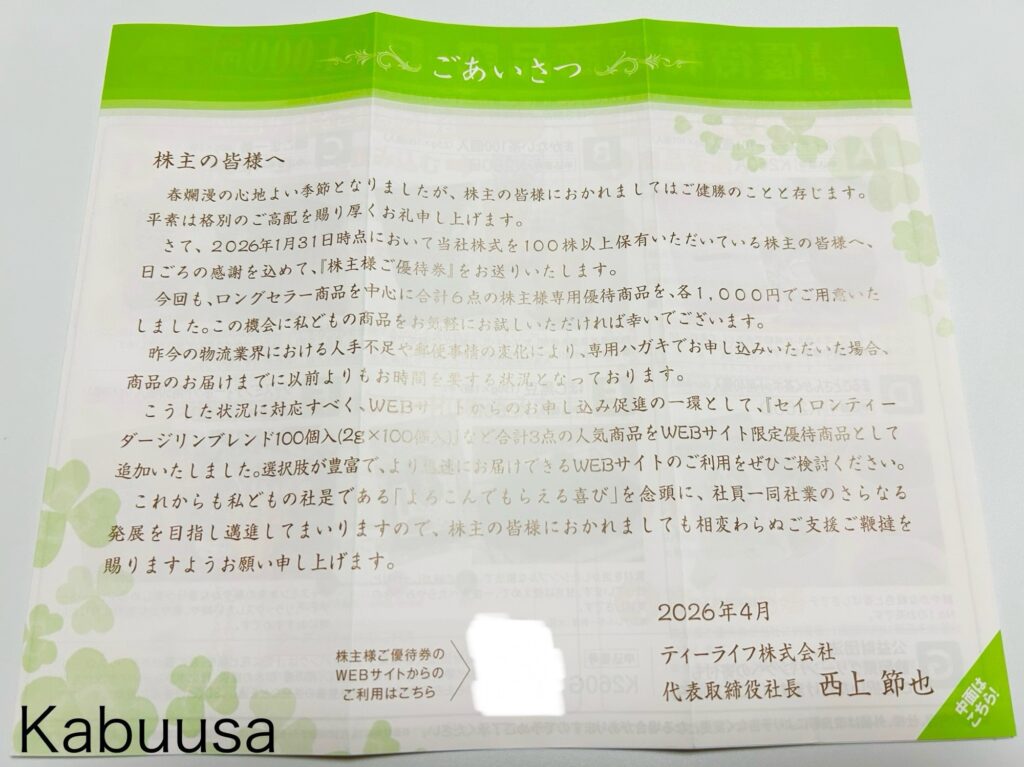 ごあいさつ
株主の皆様へ
春爛漫の心地よい季節となりましたが、株主の皆様におかれましてはご健勝のことと存じます。
平素は格別のご高配を賜り厚くお礼申し上げます。
さて、2026年1月31日時点において当社株式を100株以上保有いただいている株主の皆様へ、
日ごろの感謝を込めて、『株主様ご優待券』をお送りいたします。
今回も、ロングセラー商品を中心に合計6点の株主様専用優待商品を、各1,000円でご用意いた
しました。この機会に私どもの商品をお気軽にお試しいただければ幸いでございます。
昨今の物流業界における人手不足や郵便事情の変化により、専用ハガキでお申し込みいただいた場合、
商品のお届けまでに以前よりもお時間を要する状況となっております。
こうした状況に対応すべく、WEBサイトからのお申し込み促進の一環として、『セイロンティー
ダージリンブレンド100個入(2g×100個入)』など合計3点の人気商品をWEBサイト限定優待商品として
追加いたしました。選択肢が豊富で、より迅速にお届けできるWEBサイトのご利用をぜひご検討ください。
これからも私どもの社是である「よろこんでもらえる喜び」を念頭に、社員一同社業のさらなる
発展を目指し邁進してまいりますので、株主の皆様におかれましても相変わらぬご支援ご鞭撻を
賜りますようお願い申し上げます。
2026年4月
ティーライフ株式会社
代表取締役社長 西上 節也
株主様ご優待券の
WEBサイトからの
ご利用はこちら
中面は
こちら!
Kabuusa